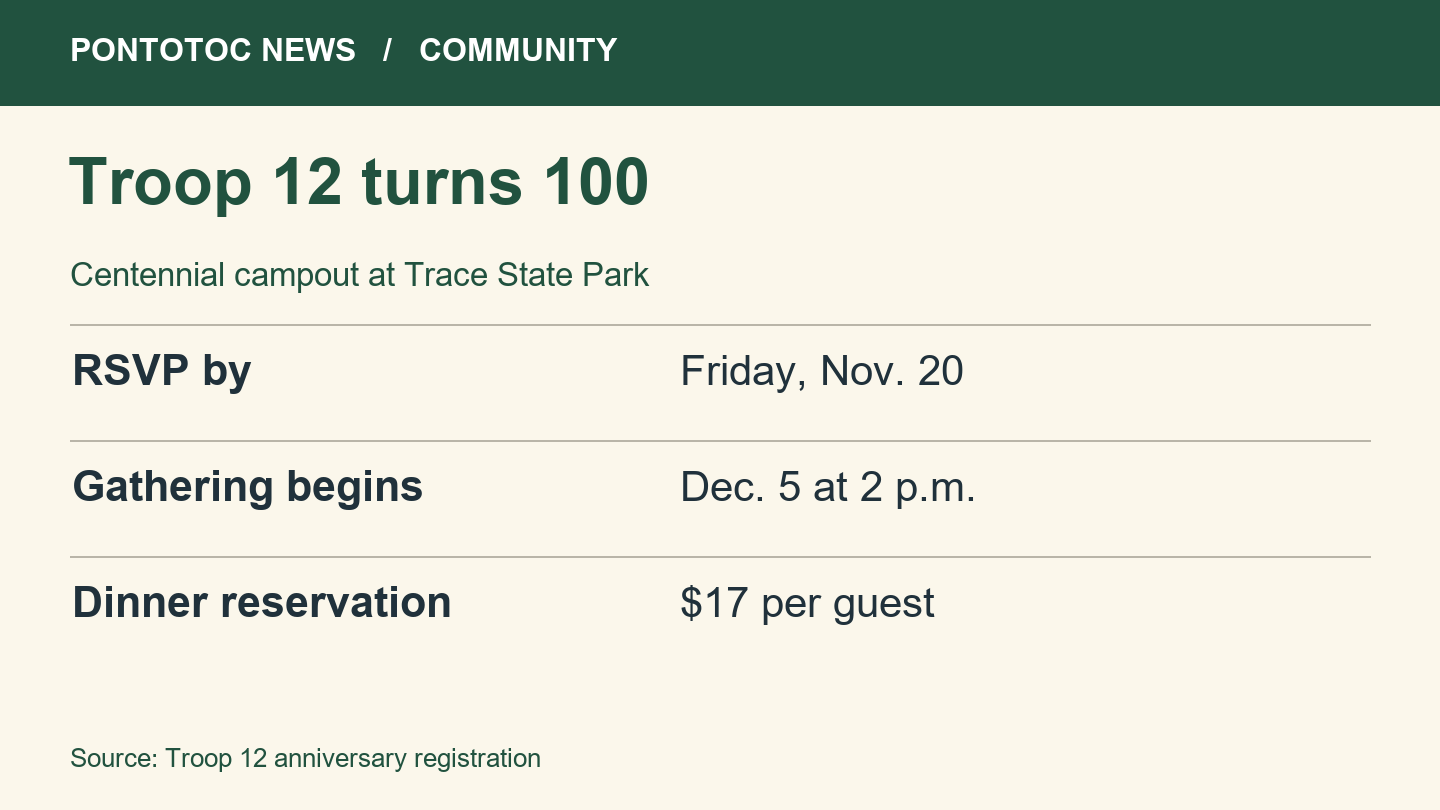 PONTOTOC NEWS / COMMUNITY
Troop 12 turns 100
Centennial campout at Trace State Park
RSVP by Friday, Nov. 20
Gathering begins Dec. 5 at 2 p.m.
Dinner reservation $17 per guest
Source: Troop 12 anniversary registration